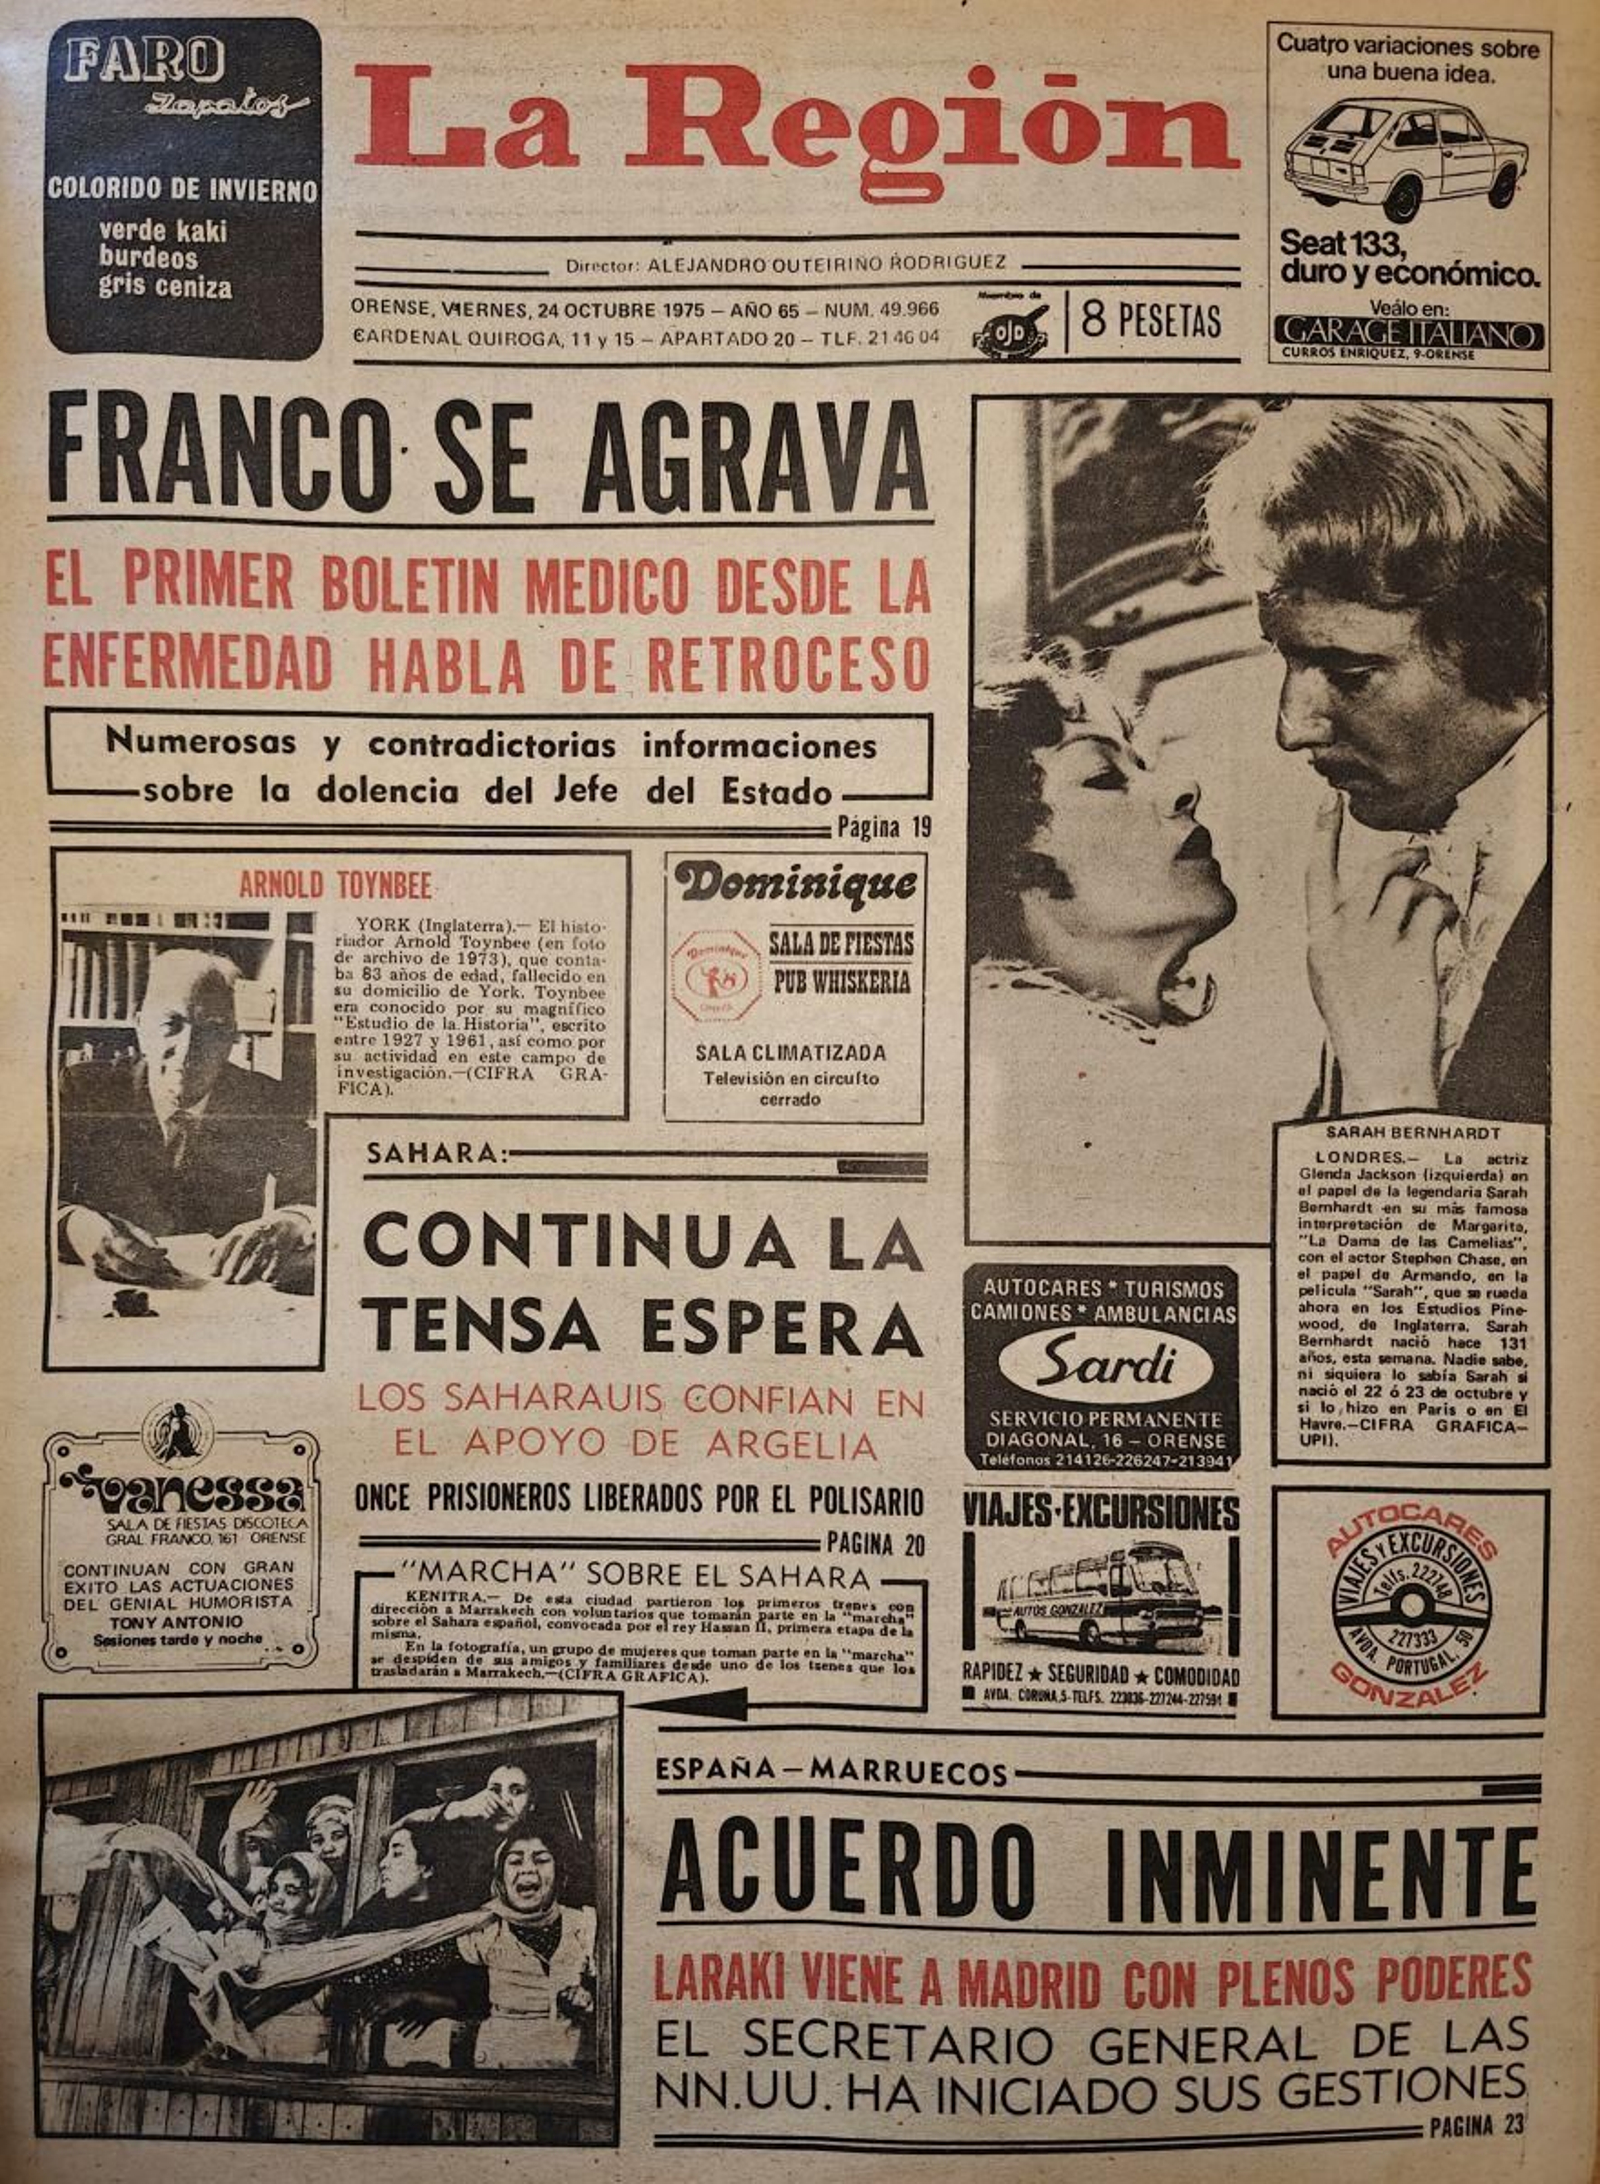 FARO
Zapatos
COLORIDO DE INVIERNO
verde kaki
burdeos
gris ceniza
La Región
Director: ALEJANDRO OUTEIRIÑO RODRIGUEZ
ORENSE, VIERNES, 24 OCTUBRE 1975 – AÑO 65 – NUM. 49.966
CARDENAL QUIROGA, 11 y 15 – APARTADO 20 – TLF. 21 46 04
Miembro de
OJD
8 PESETAS
Cuatro variaciones sobre
una buena idea.
Seat 133,
duro y económico.
Veálo en:
GARAGE ITALIANO
CURROS ENRIQUEZ, 9-ORENSE
FRANCO SE AGRAVA
EL PRIMER BOLETIN MEDICO DESDE LA
ENFERMEDAD HABLA DE RETROCESO
Numerosas y contradictorias informaciones
sobre la dolencia del Jefe del Estado
Página 19
ARNOLD TOYNBEE
YORK (Inglaterra).— El histo-
riador Arnold Toynbee (en foto
de archivo de 1973), que conta-
ba 83 años de edad, fallecido en
su domicilio de York. Toynbee
era conocido por su magnífico
"Estudio de la Historia", escrito
entre 1927 y 1961, así como por
su actividad en este campo de
investigación.—(CIFRA GRA-
FICA).
Dominique
Dominique
SALA DE FIESTAS
PUB WHISKERIA
SALA CLIMATIZADA
Televisión en circuíto
cerrado
SAHARA:
CONTINUA LA
TENSA ESPERA
LOS SAHARAUIS CONFIAN EN
EL APOYO DE ARGELIA
ONCE PRISIONEROS LIBERADOS POR EL POLISARIO
PAGINA 20
SARAH BERNHARDT
LONDRES.— La actriz
Glenda Jackson (izquierda) en
el papel de la legendaria Sarah
Bernhardt en su más famosa
interpretación de Margarita,
"La Dama de las Camelias",
con el actor Stephen Chase, en
el papel de Armando, en la
película "Sarah", que se rueda
ahora en los Estudios Pine-
wood, de Inglaterra. Sarah
Bernhardt nació hace 131
años, esta semana. Nadie sabe,
ni siquiera lo sabía Sarah si
nació el 22 ó 23 de octubre y
si lo hizo en París o en El
Havre.—CIFRA GRAFICA—
UPI).
AUTOCARES * TURISMOS
CAMIONES * AMBULANCIAS
Sardi
SERVICIO PERMANENTE
DIAGONAL, 16 – ORENSE
Teléfonos 214126-226247-213941
vanessa
SALA DE FIESTAS DISCOTECA
GRAL FRANCO, 161 ORENSE
CONTINUAN CON GRAN
EXITO LAS ACTUACIONES
DEL GENIAL HUMORISTA
TONY ANTONIO
Sesiones tarde y noche
"MARCHA" SOBRE EL SAHARA
KENITRA.— De esta ciudad partieron los primeros trenes con
dirección a Marrakech con voluntarios que tomarán parte en la "marcha"
sobre el Sahara español, convocada por el rey Hassan II, primera etapa de la
misma.
En la fotografía, un grupo de mujeres que toman parte en la "marcha"
se despiden de sus amigos y familiares desde uno de los trenes que los
trasladarán a Marrakech.—(CIFRA GRAFICA).
VIAJES·EXCURSIONES
AUTOS GONZALEZ
RAPIDEZ ★ SEGURIDAD ★ COMODIDAD
AVDA. CORUÑA,5-TELFS. 223036-227244-227591
AUTOCARES
VIAJES Y EXCURSIONES
Telfs. 222748
227333
AVDA. PORTUGAL, 50
GONZALEZ
ESPAÑA – MARRUECOS
ACUERDO INMINENTE
LARAKI VIENE A MADRID CON PLENOS PODERES
EL SECRETARIO GENERAL DE LAS
NN.UU. HA INICIADO SUS GESTIONES
PAGINA 23